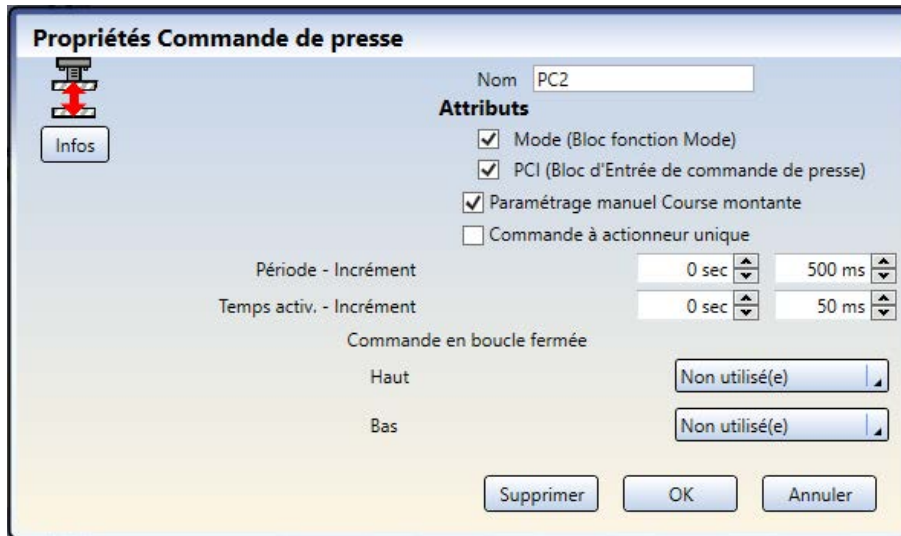 Propriétés Commande de presse
Nom PC2
Attributs
Infos
Mode (Bloc fonction Mode)
PCI (Bloc d'Entrée de commande de presse)
Paramétrage manuel Course montante
Commande à actionneur unique
Période - Incrément 0 sec 500 ms
Temps activ. - Incrément 0 sec 50 ms
Commande en boucle fermée
Haut Non utilisé(e)
Bas Non utilisé(e)
Supprimer OK Annuler